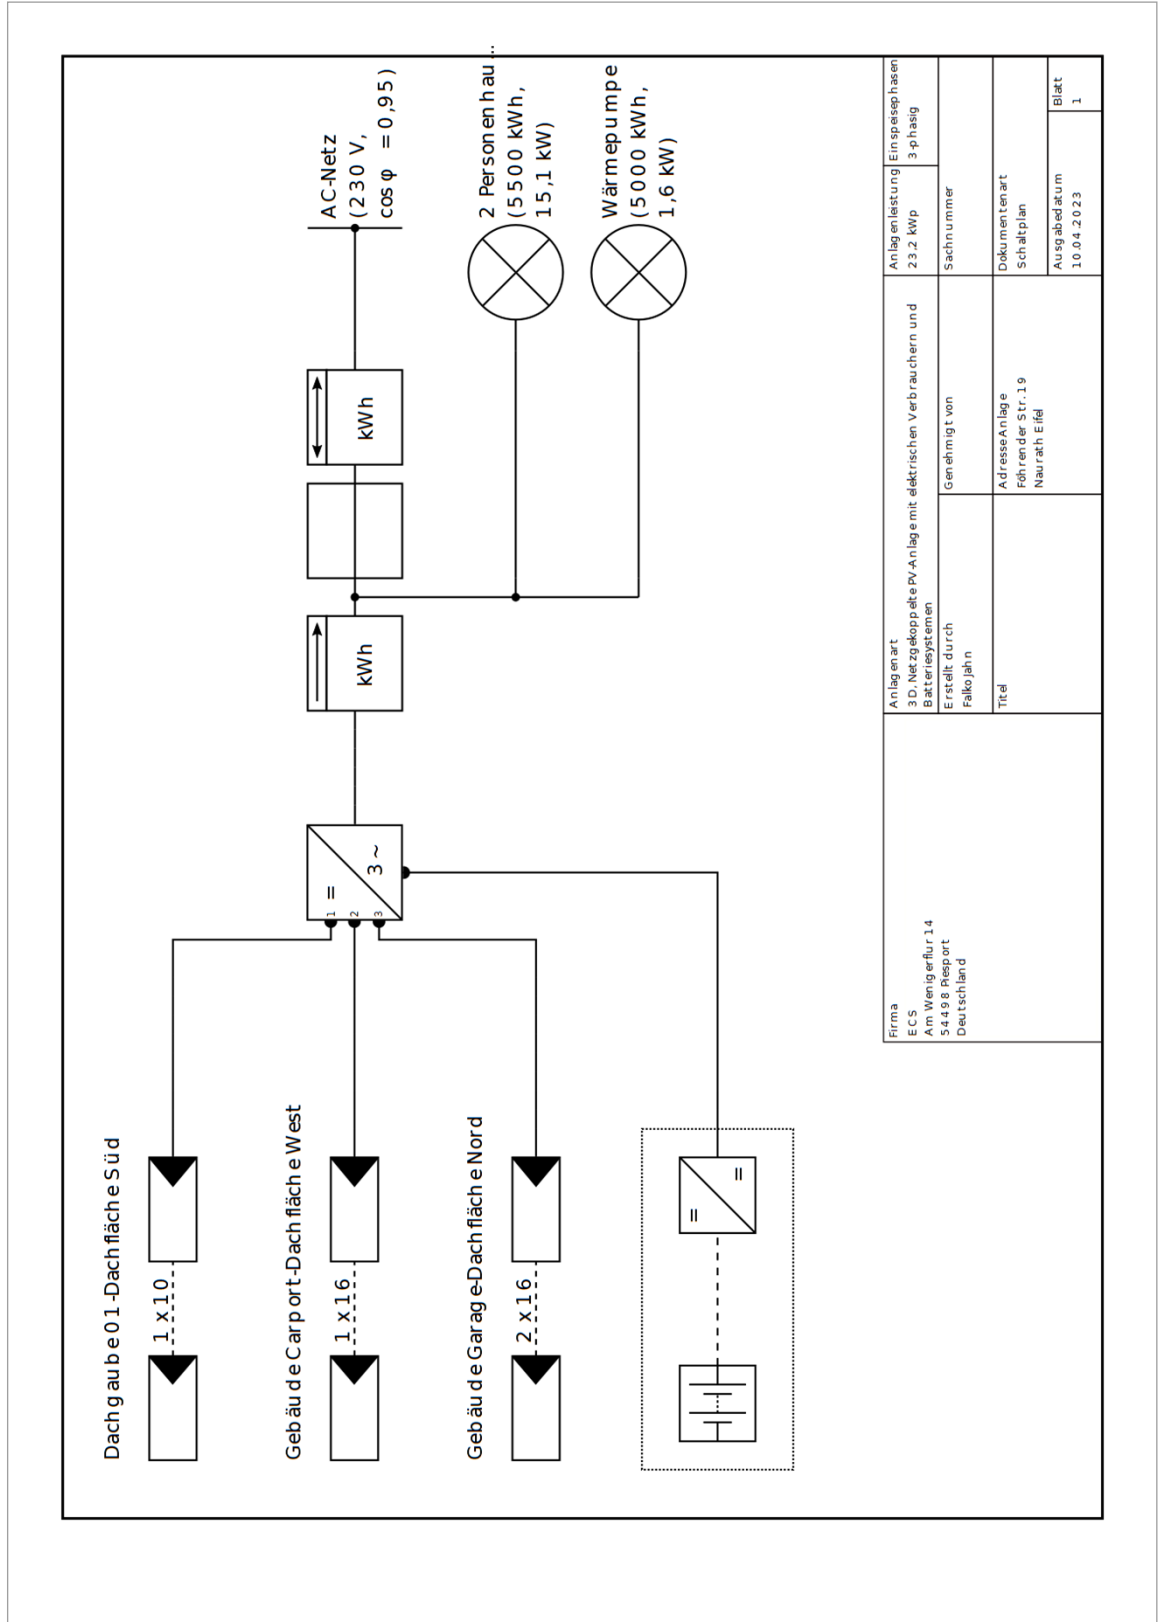 Dachgaube 01-Dachfläche Süd
1 x 10
Gebäude Carport-Dachfläche West
1 x 16
Gebäude Garage-Dachfläche Nord
2 x 16
=
=
1
2
3
=
3 ~
kWh
kWh
AC-Netz
(230 V,
cos φ = 0,95)
2 Personenhau...
(5500 kWh,
15,1 kW)
Wärmepumpe
(5000 kWh,
1,6 kW)
Firma
ECS
Am Wenigerflur 14
54498 Piesport
Deutschland
Anlagenart
3D, Netzgekoppelte PV-Anlage mit elektrischen Verbrauchern und
Batteriesystemen
Anlagenleistung
23,2 kWp
Einspeisephasen
3-phasig
Erstellt durch
Falko Jahn
Genehmigt von
Sachnummer
Titel
Adresse Anlage
Föhrender Str.19
Naurath Eifel
Dokumentenart
Schaltplan
Ausgabedatum
10.04.2023
Blatt
1